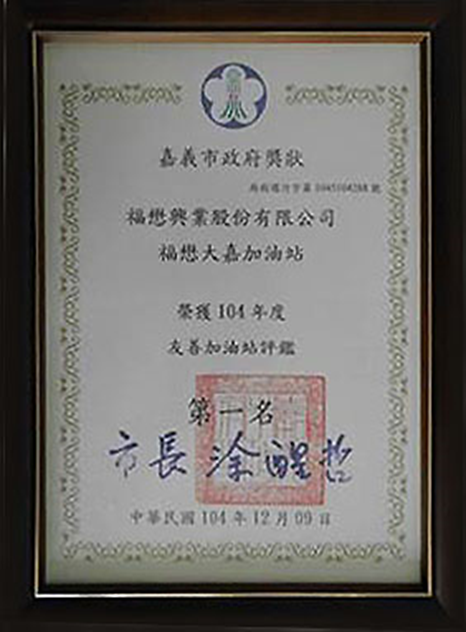 嘉義市政府獎狀
福懋興業股份有限公司
福懋大嘉加油站
榮獲104年度
友善加油站評鑑
第一名
市長 涂醒哲
中華民國104年12月09日